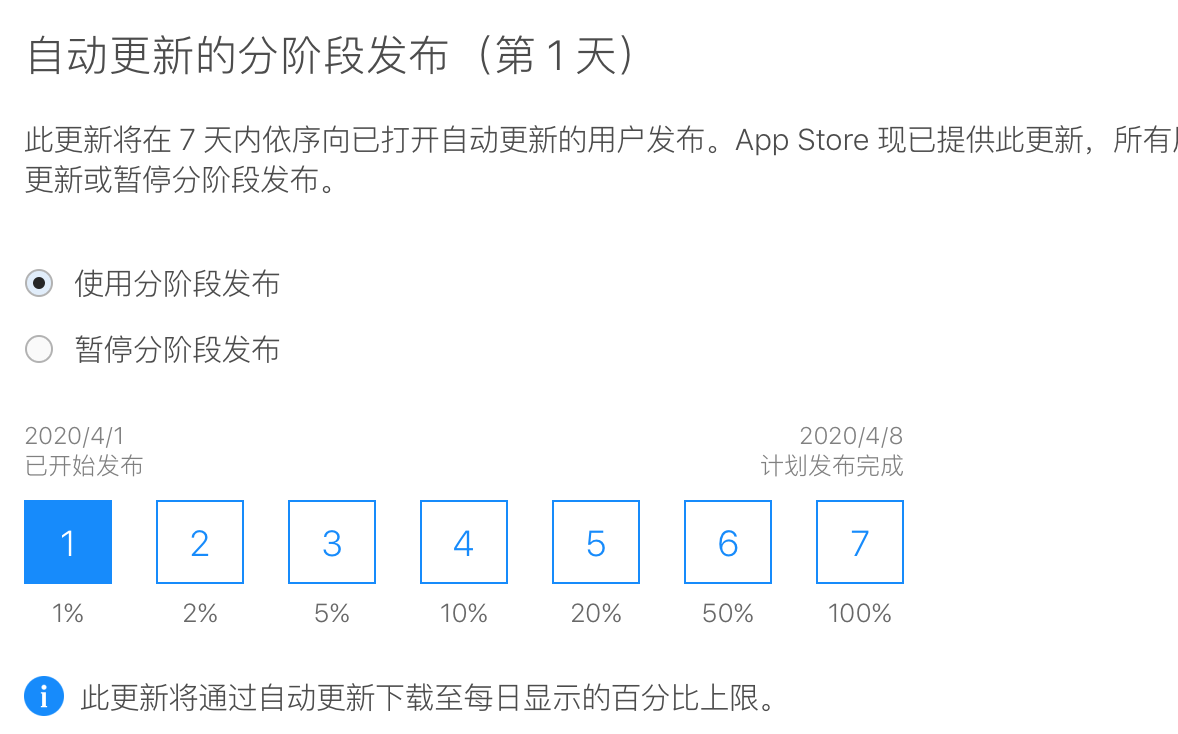 自动更新的分阶段发布（第 1 天）
此更新将在 7 天内依序向已打开自动更新的用户发布。App Store 现已提供此更新，所有
更新或暂停分阶段发布。
使用分阶段发布
暂停分阶段发布
2020/4/1
已开始发布
2020/4/8
计划发布完成
1 2 3 4 5 6 7
1% 2% 5% 10% 20% 50% 100%
此更新将通过自动更新下载至每日显示的百分比上限。